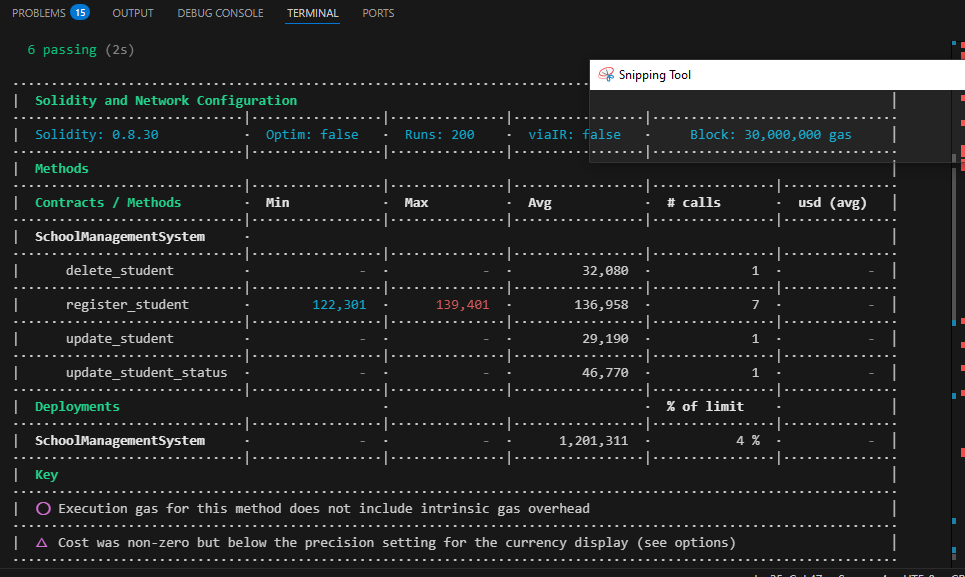 PROBLEMS 15 OUTPUT DEBUG CONSOLE TERMINAL PORTS
6 passing (2s)
Snipping Tool
| Solidity and Network Configuration |
| Solidity: 0.8.30 · Optim: false · Runs: 200 · viaIR: false · Block: 30,000,000 gas |
| Methods |
| Contracts / Methods · Min · Max · Avg · # calls · usd (avg) |
| SchoolManagementSystem · |
| delete_student · - · - · 32,080 · 1 · - |
| register_student · 122,301 · 139,401 · 136,958 · 7 · - |
| update_student · - · - · 29,190 · 1 · - |
| update_student_status · - · - · 46,770 · 1 · - |
| Deployments · · % of limit · |
| SchoolManagementSystem · - · - · 1,201,311 · 4 % · - |
| Key |
| ◯ Execution gas for this method does not include intrinsic gas overhead |
| △ Cost was non-zero but below the precision setting for the currency display (see options) |